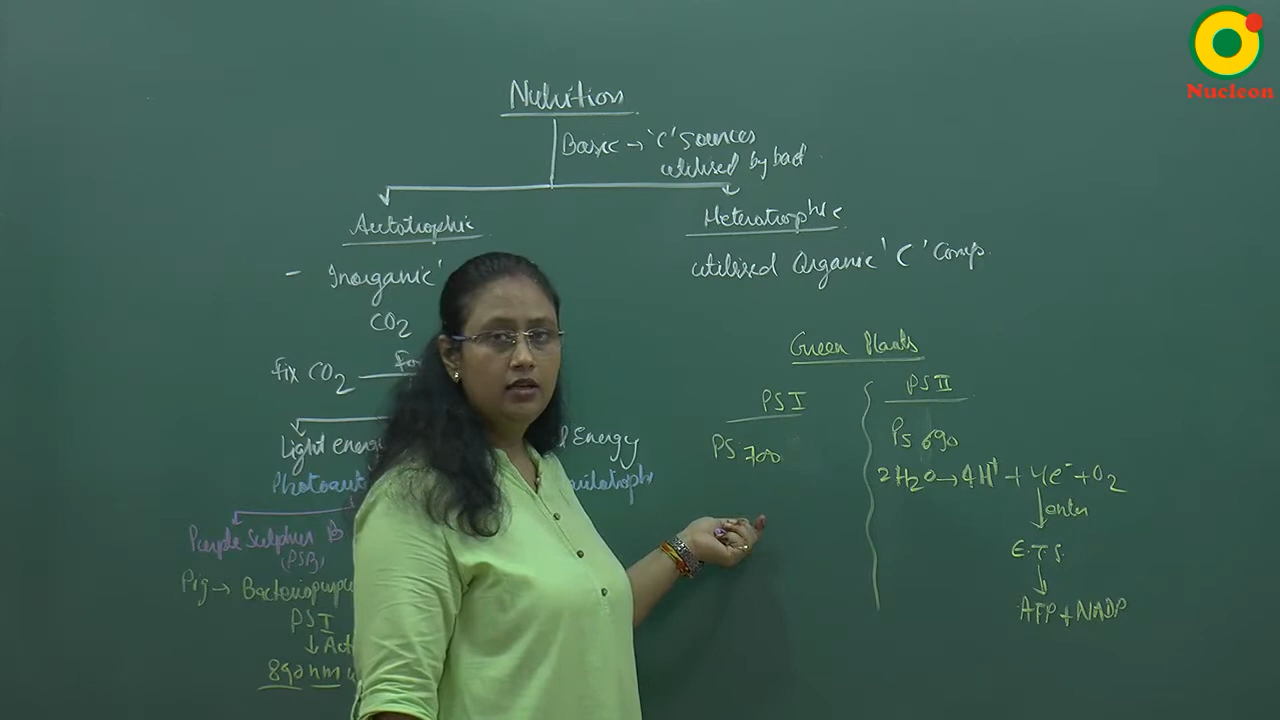 Nucleon
Nutrition
Basic → 'C' Sources
utilised by bact
Autotrophic
Heterotrophic
- Inorganic '
utilised Organic 'C' Comp.
CO2
fix CO2
Green Plants
PS I
PS II
Light energy
Energy
PS 700
PS 690
2H2O → 4H+ + 4e- + O2
enter
E.T.S.
ATP + NADP
Purple Sulphur B
(PSB)
Pig →
PS I
↓ Act
890 nm